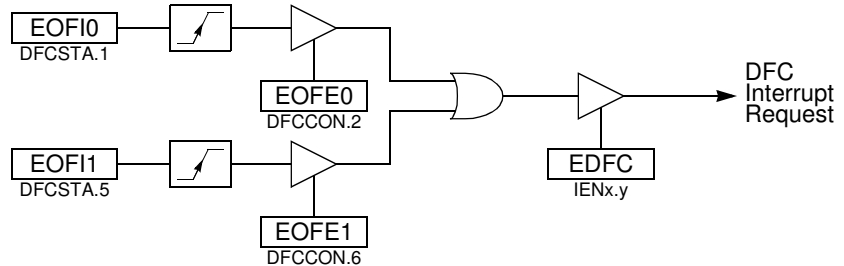 EOFI0
DFCSTA.1
EOFE0
DFCCON.2
DFC
Interrupt
Request
EOFI1
DFCSTA.5
EDFC
IENx.y
EOFE1
DFCCON.6